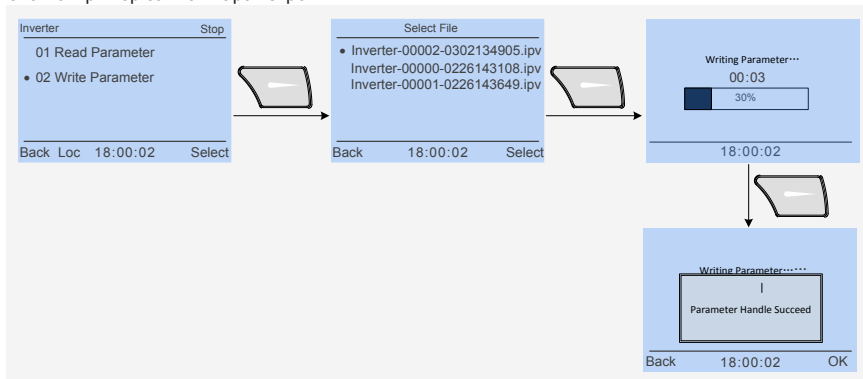 Inverter Stop
01 Read Parameter
• 02 Write Parameter
Back Loc 18:00:02 Select
Select File
• Inverter-00002-0302134905.ipv
Inverter-00000-0226143108.ipv
Inverter-00001-0226143649.ipv
Back 18:00:02 Select
Writing Parameter···
00:03
30%
18:00:02
Writing Parameter······
Parameter Handle Succeed
Back 18:00:02 OK